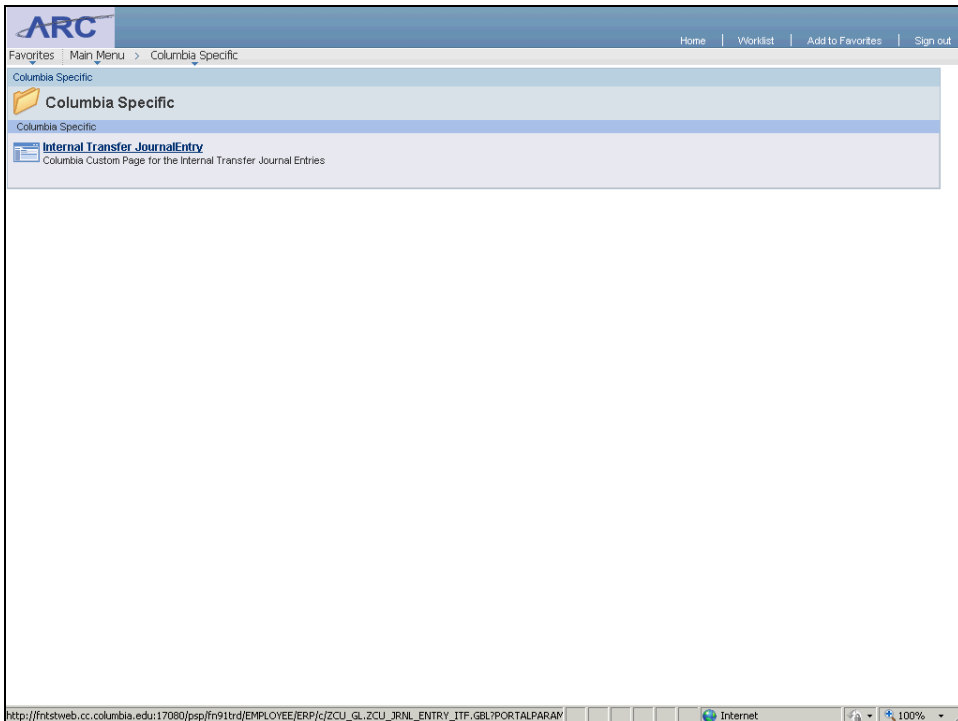 ARC
Home | Worklist | Add to Favorites | Sign out
Favorites Main Menu > Columbia Specific
Columbia Specific
Columbia Specific
Columbia Specific
Internal Transfer JournalEntry
Columbia Custom Page for the Internal Transfer Journal Entries
http://fntstweb.cc.columbia.edu:17080/psp/fn91trd/EMPLOYEE/ERP/c/ZCU_GL.ZCU_JRNL_ENTRY_ITF.GBL?PORTALPARAM Internet 100%